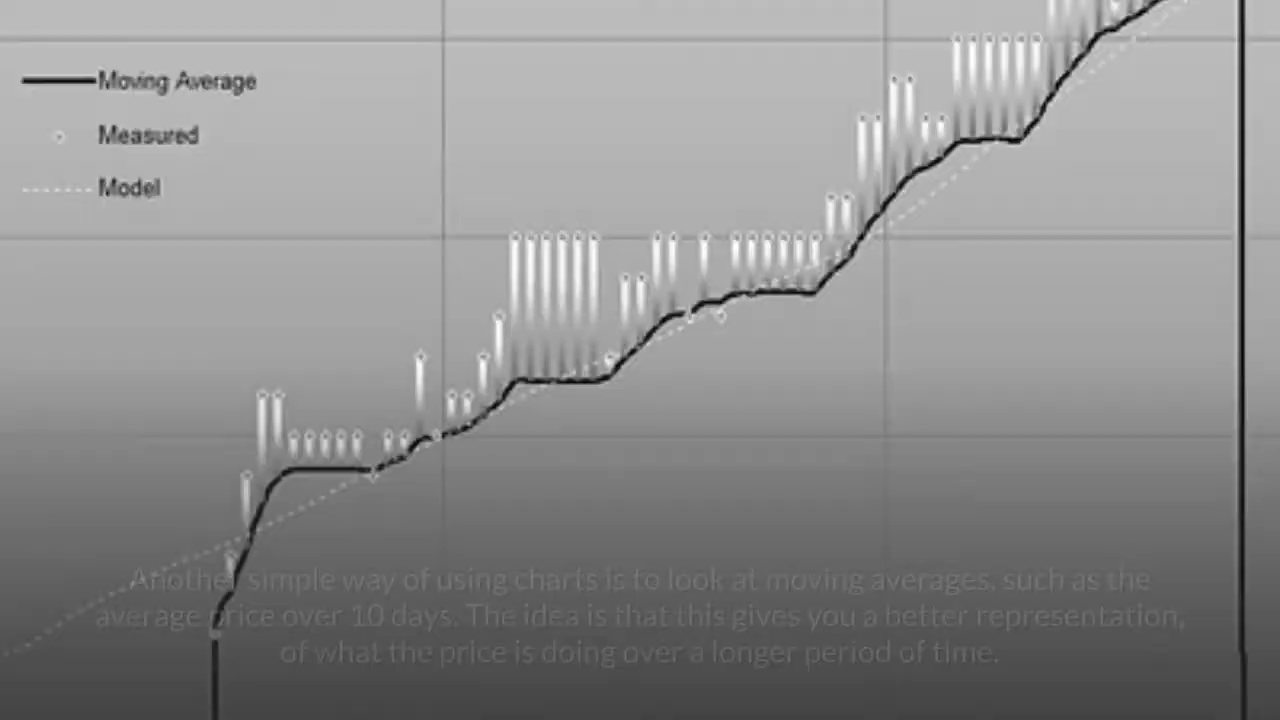 Moving Average
Measured
Model
Another simple way of using charts is to look at moving averages, such as the
average price over 10 days. The idea is that this gives you a better representation,
of what the price is doing over a longer period of time.